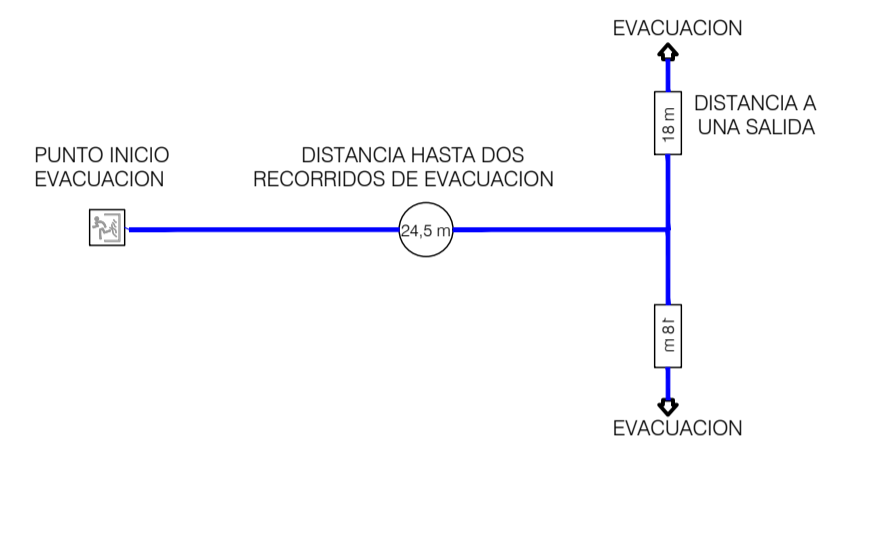 EVACUACION
18 m
DISTANCIA A
UNA SALIDA
PUNTO INICIO
EVACUACION
DISTANCIA HASTA DOS
RECORRIDOS DE EVACUACION
24,5 m
18 m
EVACUACION